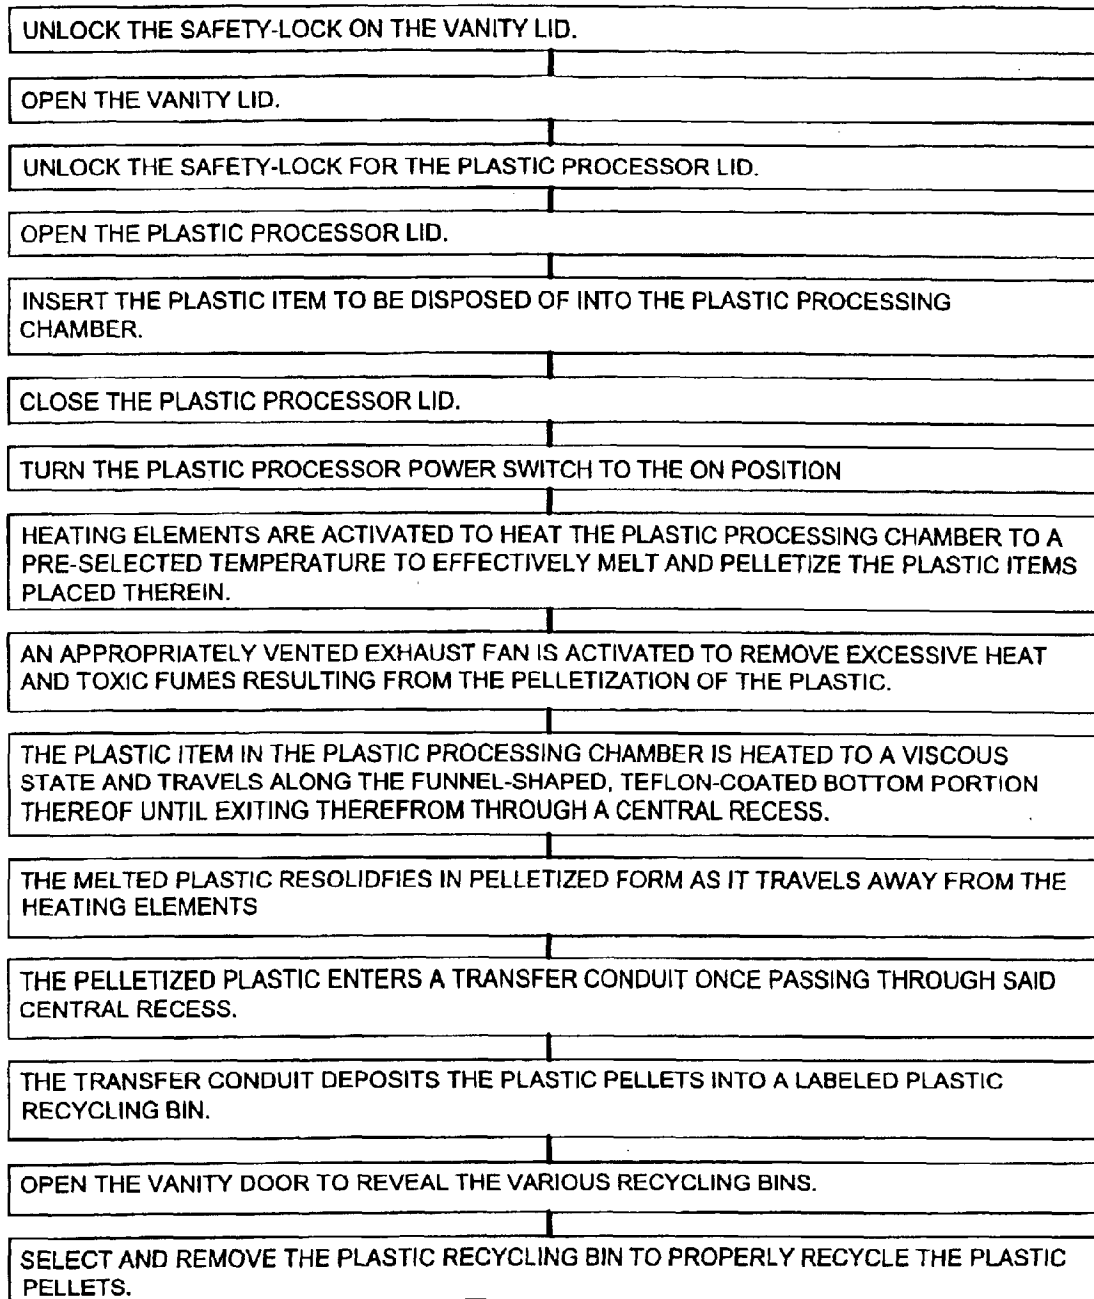 UNLOCK THE SAFETY-LOCK ON THE VANITY LID.
OPEN THE VANITY LID.
UNLOCK THE SAFETY-LOCK FOR THE PLASTIC PROCESSOR LID.
OPEN THE PLASTIC PROCESSOR LID.
INSERT THE PLASTIC ITEM TO BE DISPOSED OF INTO THE PLASTIC PROCESSING
CHAMBER.
CLOSE THE PLASTIC PROCESSOR LID.
TURN THE PLASTIC PROCESSOR POWER SWITCH TO THE ON POSITION
HEATING ELEMENTS ARE ACTIVATED TO HEAT THE PLASTIC PROCESSING CHAMBER TO A
PRE-SELECTED TEMPERATURE TO EFFECTIVELY MELT AND PELLETIZE THE PLASTIC ITEMS
PLACED THEREIN.
AN APPROPRIATELY VENTED EXHAUST FAN IS ACTIVATED TO REMOVE EXCESSIVE HEAT
AND TOXIC FUMES RESULTING FROM THE PELLETIZATION OF THE PLASTIC.
THE PLASTIC ITEM IN THE PLASTIC PROCESSING CHAMBER IS HEATED TO A VISCOUS
STATE AND TRAVELS ALONG THE FUNNEL-SHAPED, TEFLON-COATED BOTTOM PORTION
THEREOF UNTIL EXITING THEREFROM THROUGH A CENTRAL RECESS.
THE MELTED PLASTIC RESOLIDFIES IN PELLETIZED FORM AS IT TRAVELS AWAY FROM THE
HEATING ELEMENTS
THE PELLETIZED PLASTIC ENTERS A TRANSFER CONDUIT ONCE PASSING THROUGH SAID
CENTRAL RECESS.
THE TRANSFER CONDUIT DEPOSITS THE PLASTIC PELLETS INTO A LABELED PLASTIC
RECYCLING BIN.
OPEN THE VANITY DOOR TO REVEAL THE VARIOUS RECYCLING BINS.
SELECT AND REMOVE THE PLASTIC RECYCLING BIN TO PROPERLY RECYCLE THE PLASTIC
PELLETS.